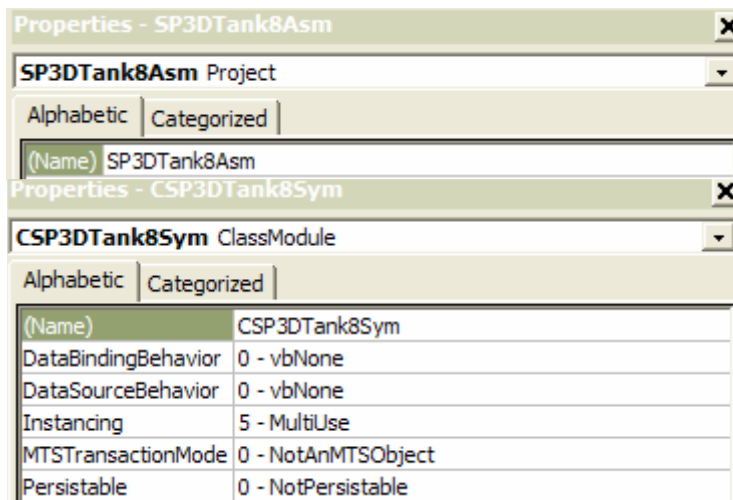 Properties - SP3DTank8Asm
SP3DTank8Asm Project
Alphabetic Categorized
(Name) SP3DTank8Asm
Properties - CSP3DTank8Sym
CSP3DTank8Sym ClassModule
Alphabetic Categorized
(Name) CSP3DTank8Sym
DataBindingBehavior 0 - vbNone
DataSourceBehavior 0 - vbNone
Instancing 5 - MultiUse
MTSTransactionMode 0 - NotAnMTSObject
Persistable 0 - NotPersistable